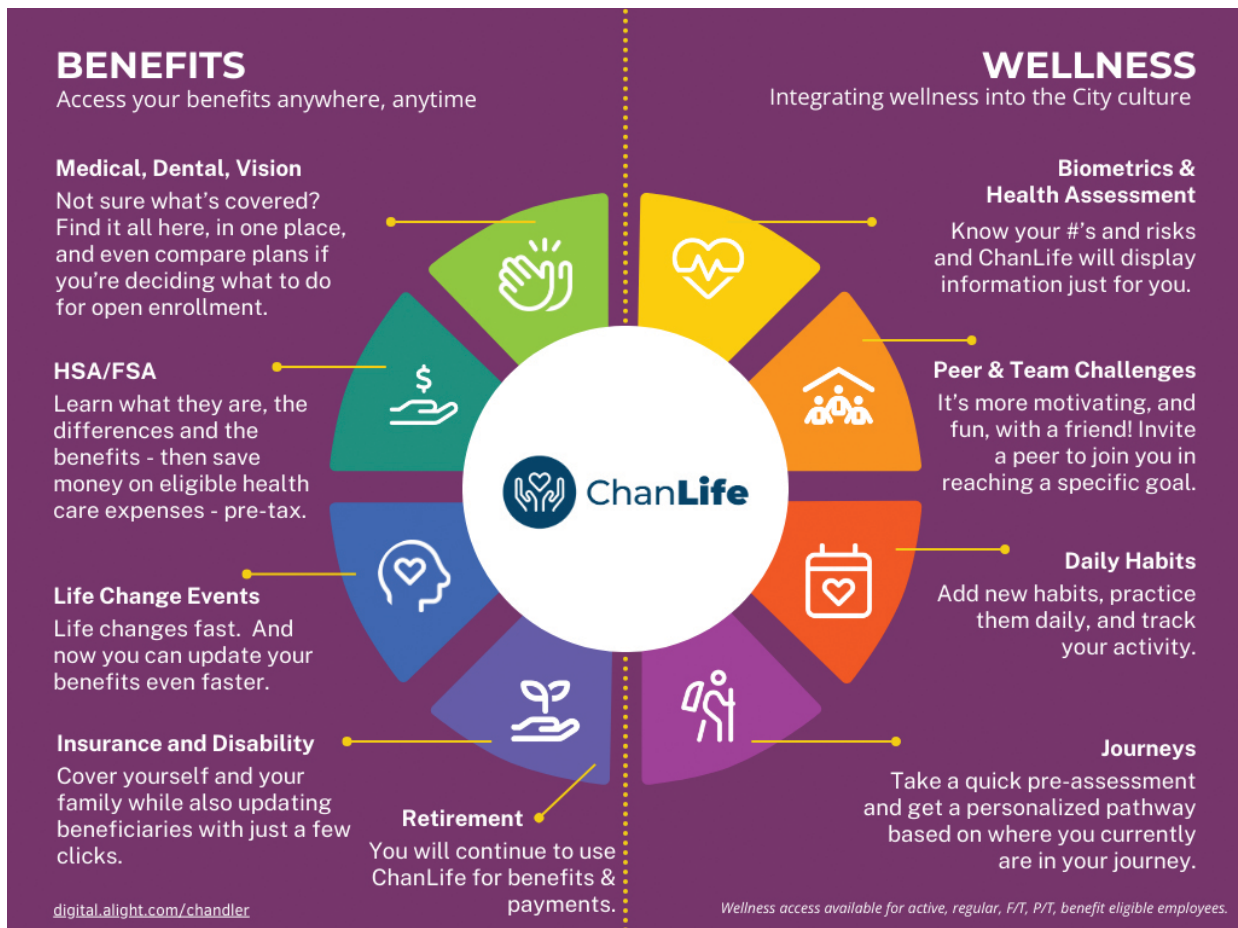 BENEFITS
Access your benefits anywhere, anytime
Medical, Dental, Vision
Not sure what's covered?
Find it all here, in one place,
and even compare plans if
you're deciding what to do
for open enrollment.
HSA/FSA
Learn what they are, the
differences and the
benefits - then save
money on eligible health
care expenses - pre-tax.
Life Change Events
Life changes fast.  And
now you can update your
benefits even faster.
Insurance and Disability
Cover yourself and your
family while also updating
beneficiaries with just a few
clicks.
Retirement
You will continue to use
ChanLife for benefits &
payments.
digital.alight.com/chandler
$
ChanLife
WELLNESS
Integrating wellness into the City culture
Biometrics &
Health Assessment
Know your #'s and risks
and ChanLife will display
information just for you.
Peer & Team Challenges
It's more motivating, and
fun, with a friend! Invite
a peer to join you in
reaching a specific goal.
Daily Habits
Add new habits, practice
them daily, and track
your activity.
Journeys
Take a quick pre-assessment
and get a personalized pathway
based on where you currently
are in your journey.
Wellness access available for active, regular, F/T, P/T, benefit eligible employees.